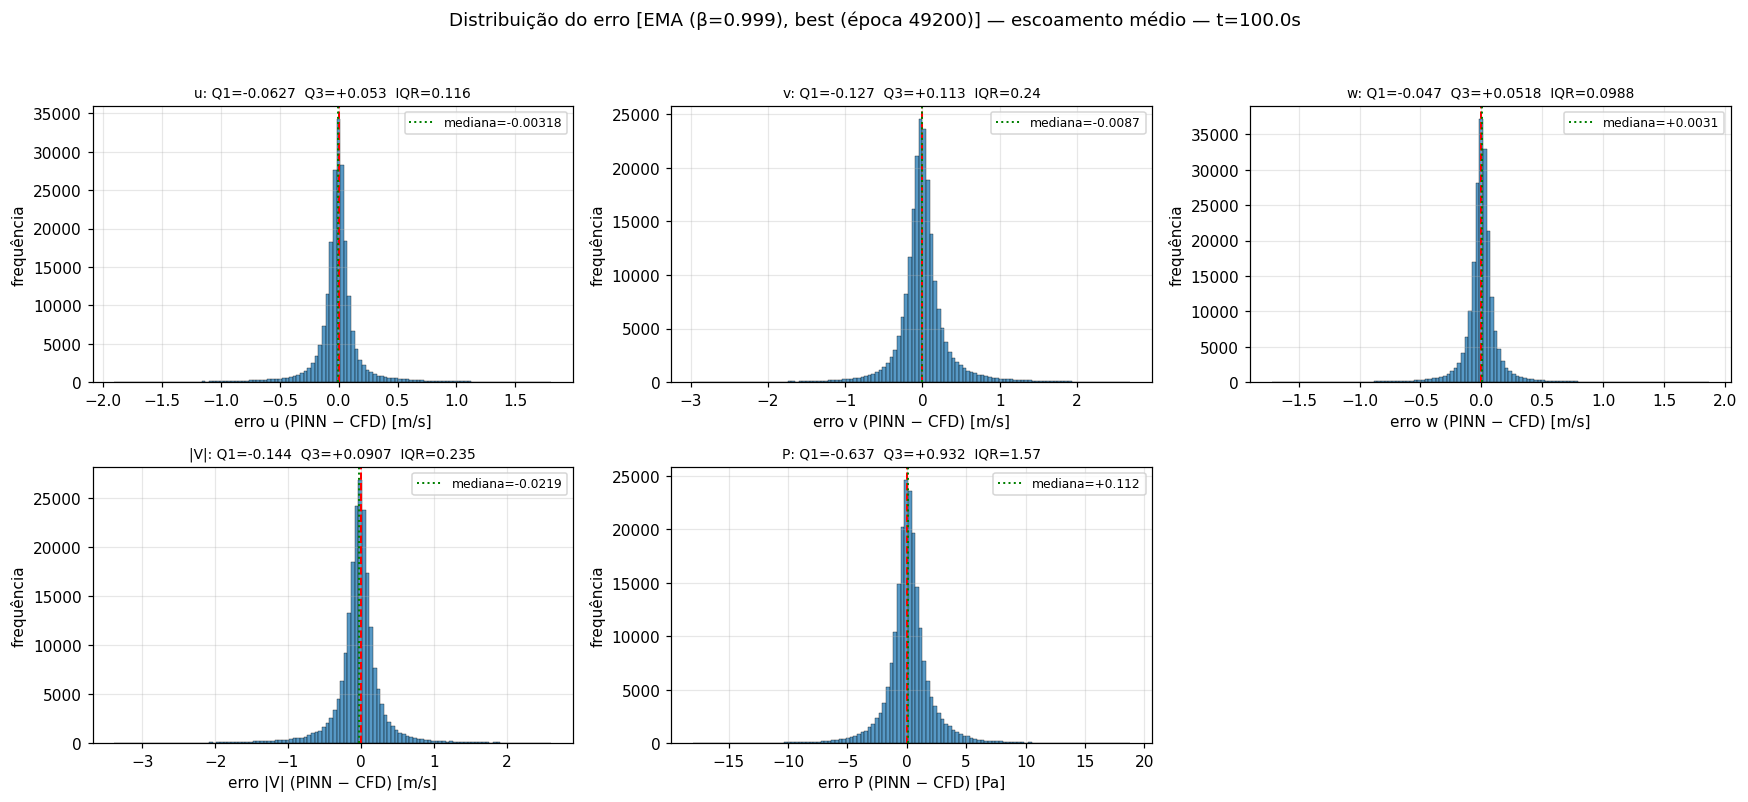 Distribuição do erro [EMA (β=0.999), best (época 49200)] — escoamento médio — t=100.0s
u: Q1=-0.0627 Q3=+0.053 IQR=0.116
mediana=-0.00318
frequência
35000
30000
25000
20000
15000
10000
5000
0
−2.0 −1.5 −1.0 −0.5 0.0 0.5 1.0 1.5
erro u (PINN − CFD) [m/s]
v: Q1=-0.127 Q3=+0.113 IQR=0.24
mediana=-0.0087
frequência
25000
20000
15000
10000
5000
0
−3 −2 −1 0 1 2
erro v (PINN − CFD) [m/s]
w: Q1=-0.047 Q3=+0.0518 IQR=0.0988
mediana=+0.0031
frequência
35000
30000
25000
20000
15000
10000
5000
0
−1.5 −1.0 −0.5 0.0 0.5 1.0 1.5 2.0
erro w (PINN − CFD) [m/s]
|V|: Q1=-0.144 Q3=+0.0907 IQR=0.235
mediana=-0.0219
frequência
25000
20000
15000
10000
5000
0
−3 −2 −1 0 1 2
erro |V| (PINN − CFD) [m/s]
P: Q1=-0.637 Q3=+0.932 IQR=1.57
mediana=+0.112
frequência
25000
20000
15000
10000
5000
0
−15 −10 −5 0 5 10 15 20
erro P (PINN − CFD) [Pa]